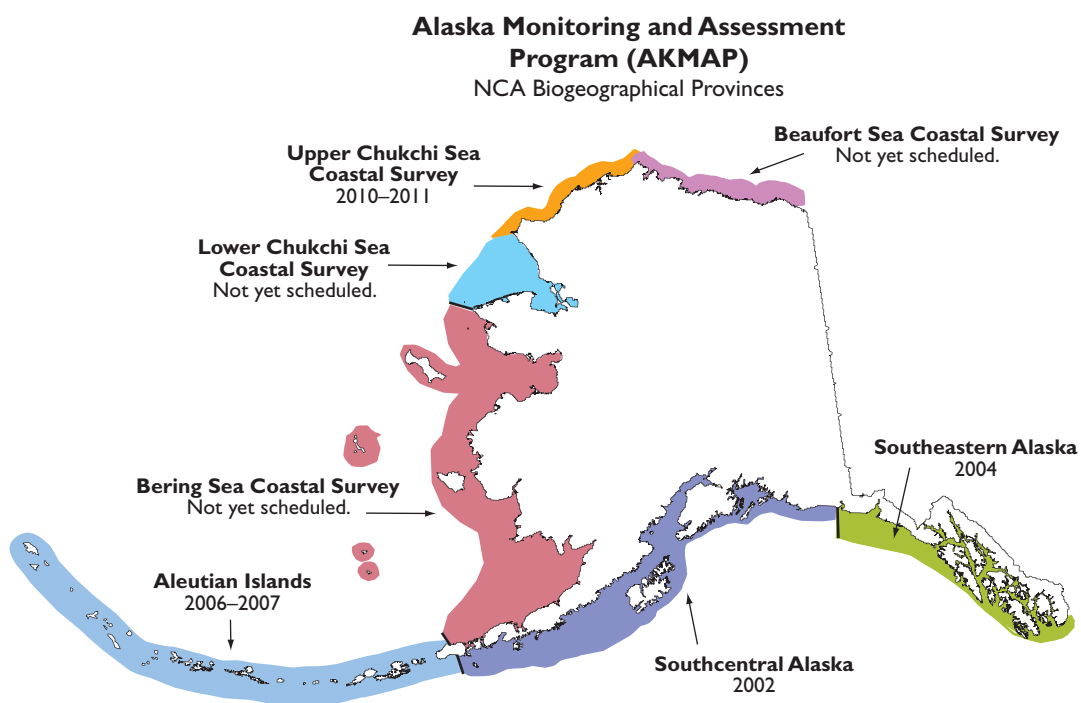 Alaska Monitoring and Assessment
Program (AKMAP)
NCA Biogeographical Provinces
Beaufort Sea Coastal Survey
Not yet scheduled.
Upper Chukchi Sea
Coastal Survey
2010–2011
Lower Chukchi Sea
Coastal Survey
Not yet scheduled.
Southeastern Alaska
2004
Bering Sea Coastal Survey
Not yet scheduled.
Aleutian Islands
2006–2007
Southcentral Alaska
2002